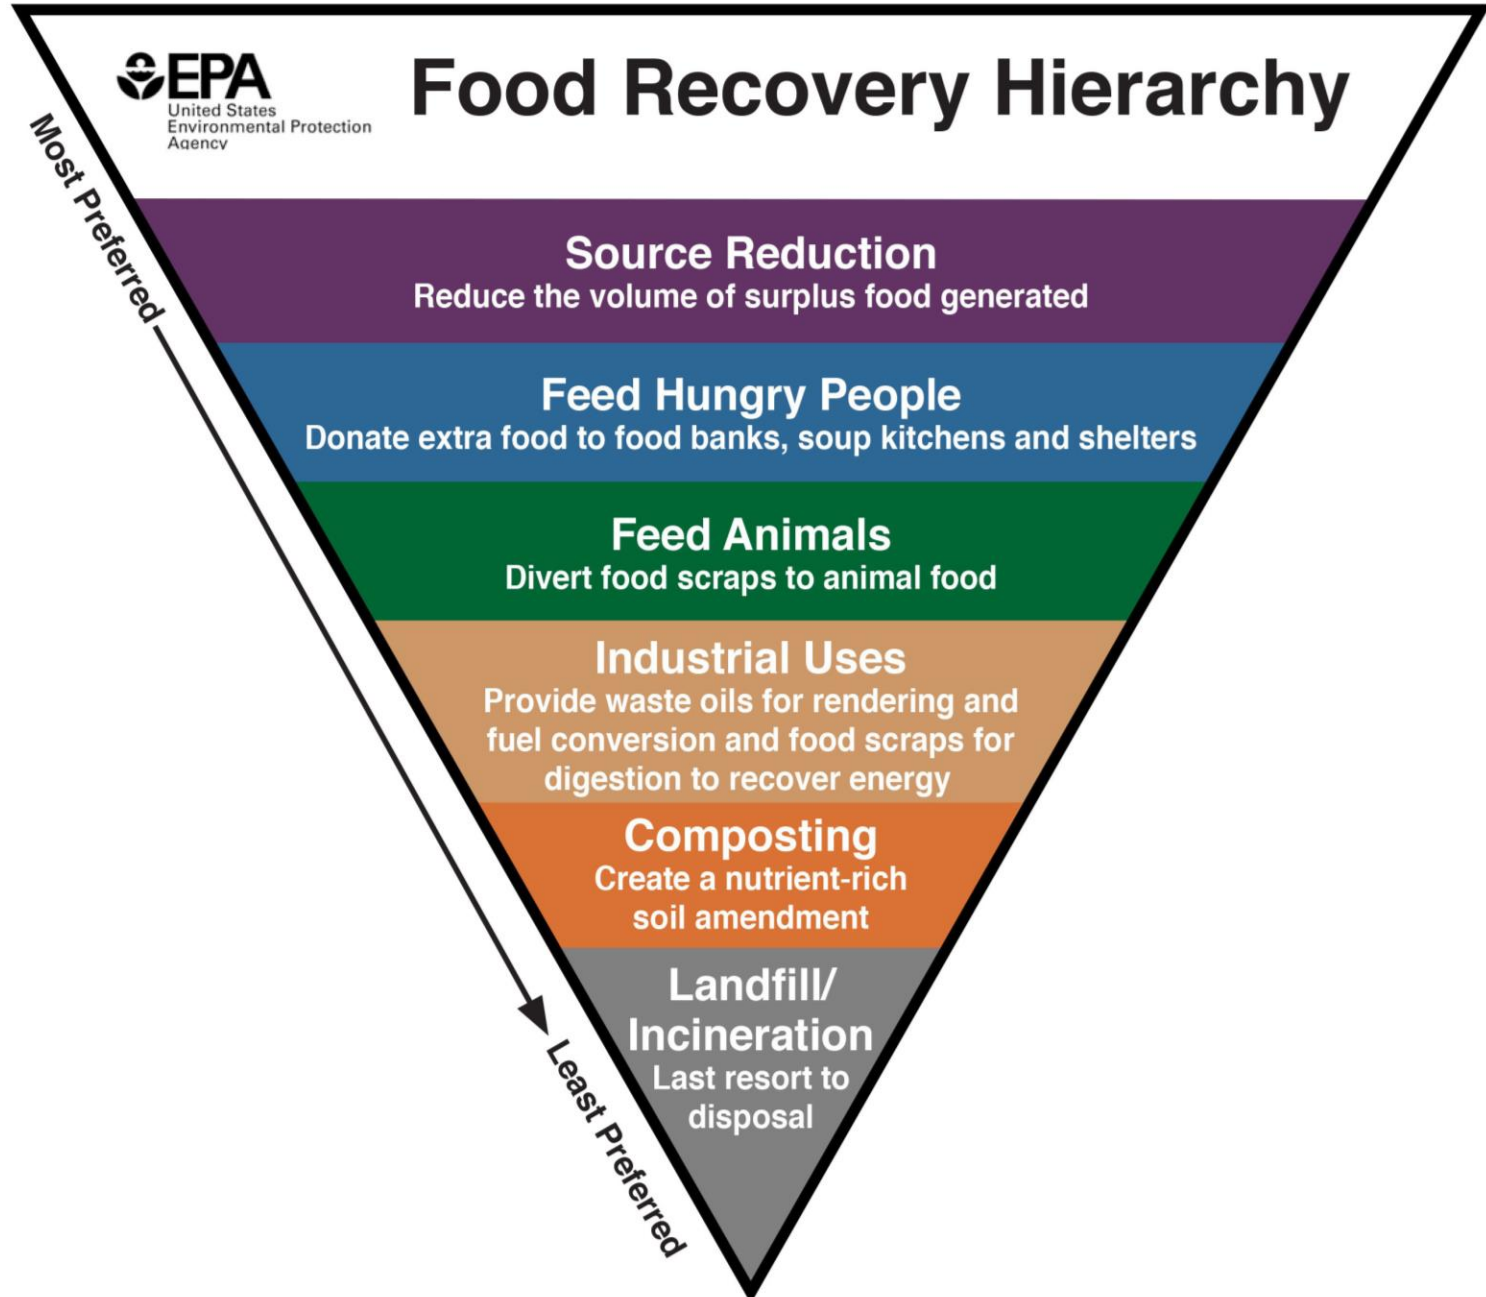 EPA
United States
Environmental Protection
Agency
Food Recovery Hierarchy
Most Preferred
Source Reduction
Reduce the volume of surplus food generated
Feed Hungry People
Donate extra food to food banks, soup kitchens and shelters
Feed Animals
Divert food scraps to animal food
Industrial Uses
Provide waste oils for rendering and
fuel conversion and food scraps for
digestion to recover energy
Composting
Create a nutrient-rich
soil amendment
Landfill/
Incineration
Last resort to
disposal
Least Preferred